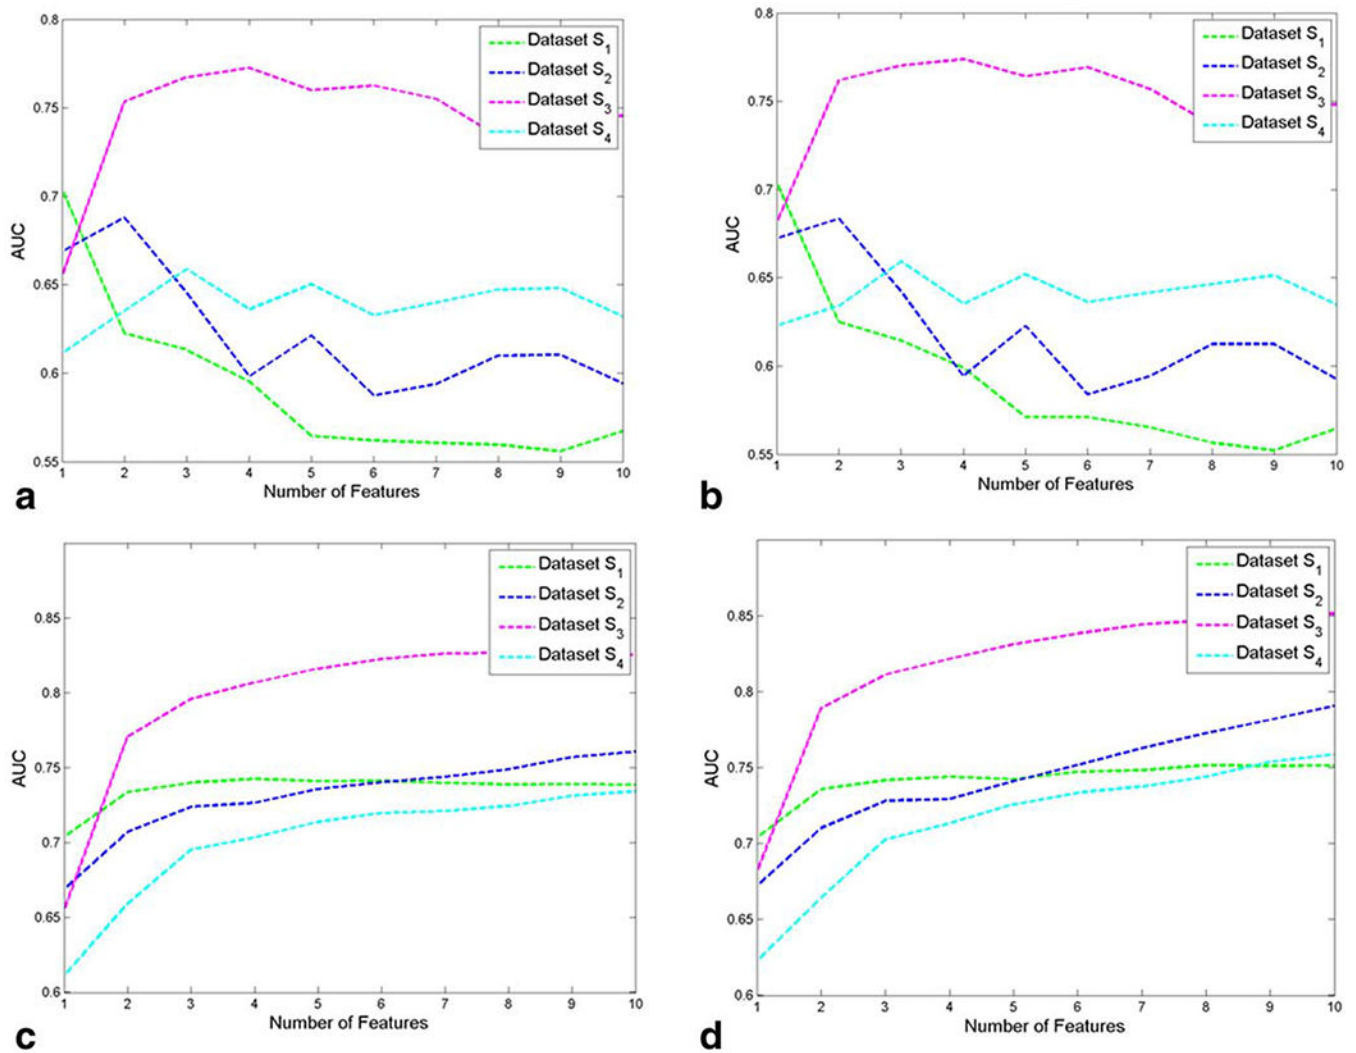 0.8
0.75
0.7
0.65
0.6
0.55
AUC
1 2 3 4 5 6 7 8 9 10
Number of Features
Dataset S1
Dataset S2
Dataset S3
Dataset S4
a
0.8
0.75
0.7
0.65
0.6
0.55
AUC
1 2 3 4 5 6 7 8 9 10
Number of Features
Dataset S1
Dataset S2
Dataset S3
Dataset S4
b
0.85
0.8
0.75
0.7
0.65
0.6
AUC
1 2 3 4 5 6 7 8 9 10
Number of Features
Dataset S1
Dataset S2
Dataset S3
Dataset S4
c
0.85
0.8
0.75
0.7
0.65
0.6
AUC
1 2 3 4 5 6 7 8 9 10
Number of Features
Dataset S1
Dataset S2
Dataset S3
Dataset S4
d